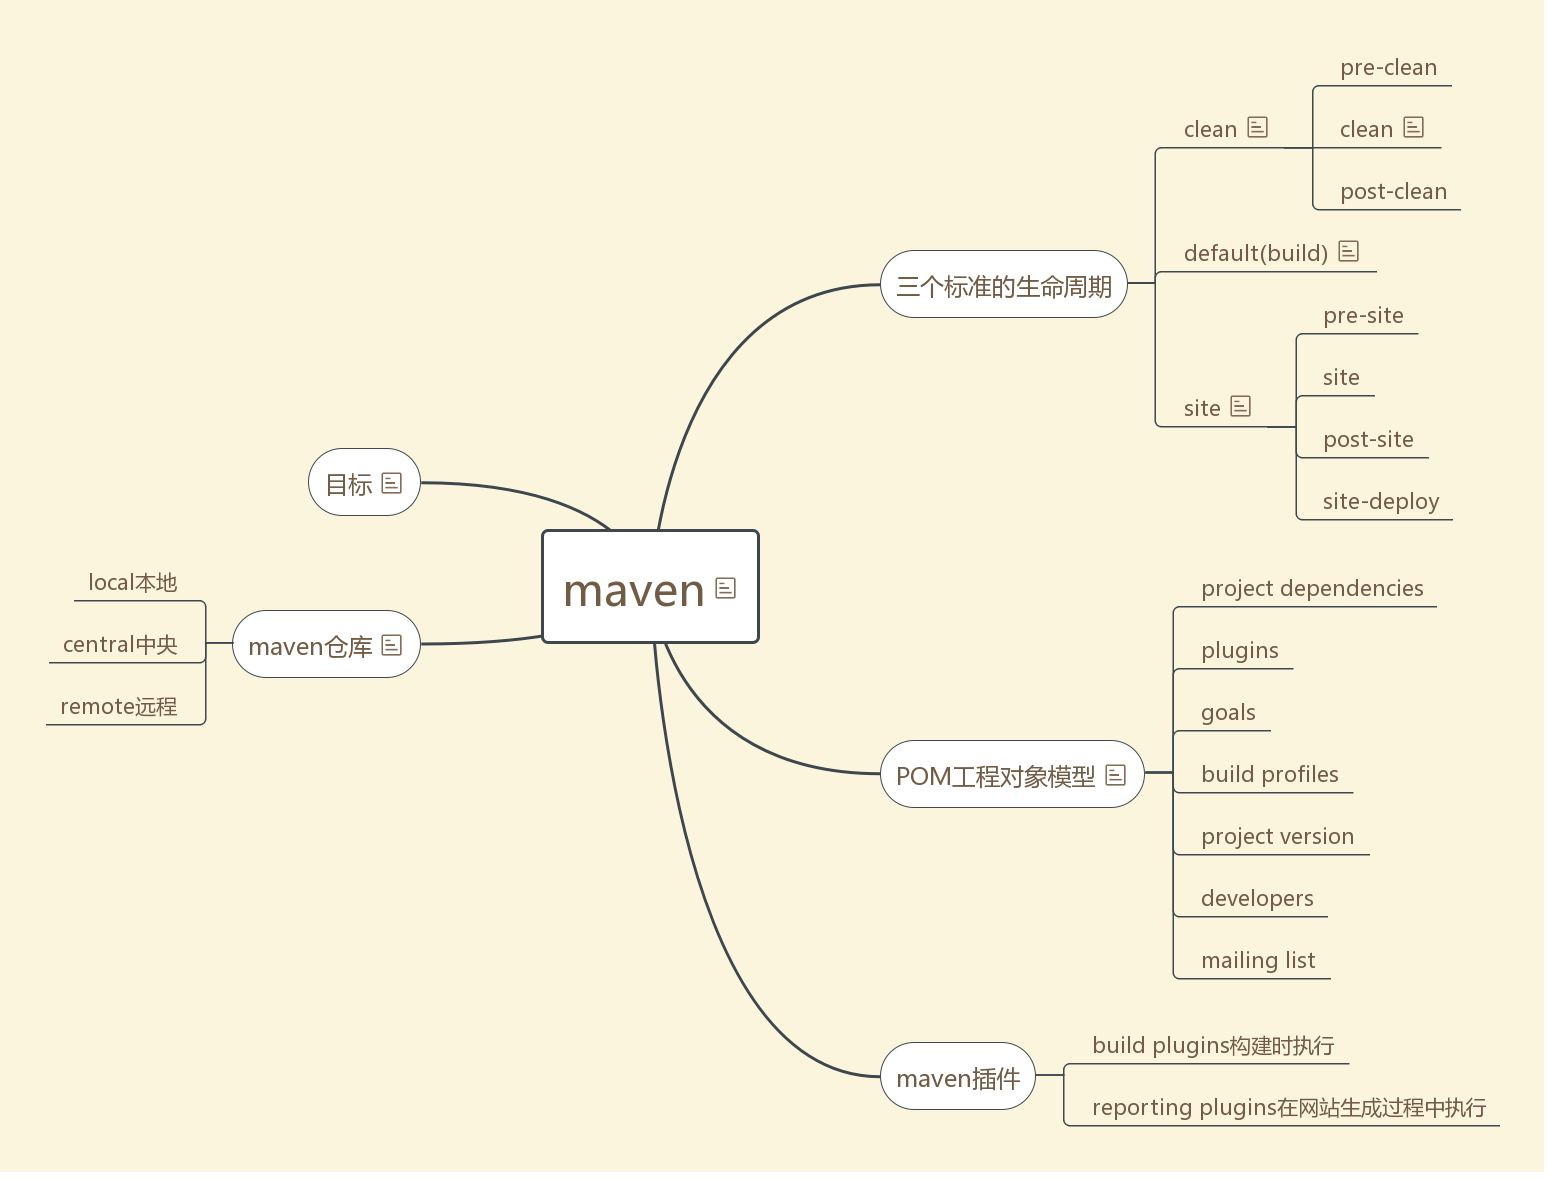 maven
三个标准的生命周期
clean
pre-clean
clean
post-clean
default(build)
site
pre-site
site
post-site
site-deploy
POM工程对象模型
project dependencies
plugins
goals
build profiles
project version
developers
mailing list
maven插件
build plugins构建时执行
reporting plugins在网站生成过程中执行
目标
maven仓库
local本地
central中央
remote远程